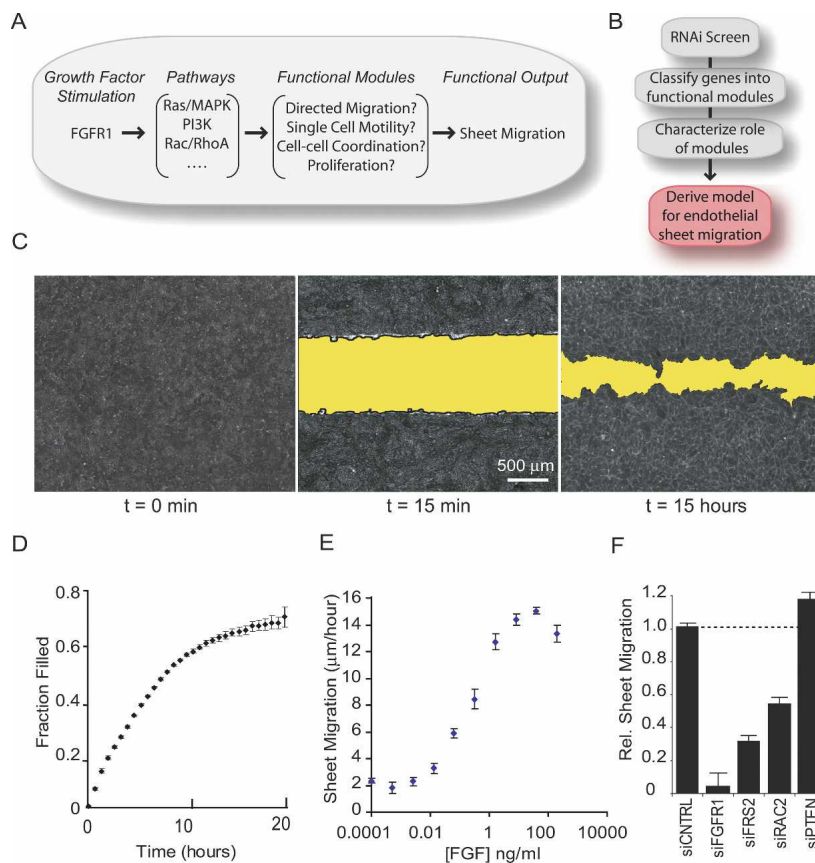 A
Growth Factor Stimulation
Pathways
Functional Modules
Functional Output
FGFR1
Ras/MAPK
PI3K
Rac/RhoA
....
Directed Migration?
Single Cell Motility?
Cell-cell Coordination?
Proliferation?
Sheet Migration
B
RNAi Screen
Classify genes into
functional modules
Characterize role
of modules
Derive model
for endothelial
sheet migration
C
500 μm
t = 0 min
t = 15 min
t = 15 hours
D
Fraction Filled
0.8
0.6
0.4
0.2
0
0
10
20
Time (hours)
E
Sheet Migration (μm/hour)
16
14
12
10
8
6
4
2
0
0.0001
0.01
1
100
10000
[FGF] ng/ml
F
Rel. Sheet Migration
1.2
1.0
0.6
0.4
0.2
0
siCNTRL
siFGFR1
siFRS2
siRAC2
siPTEN